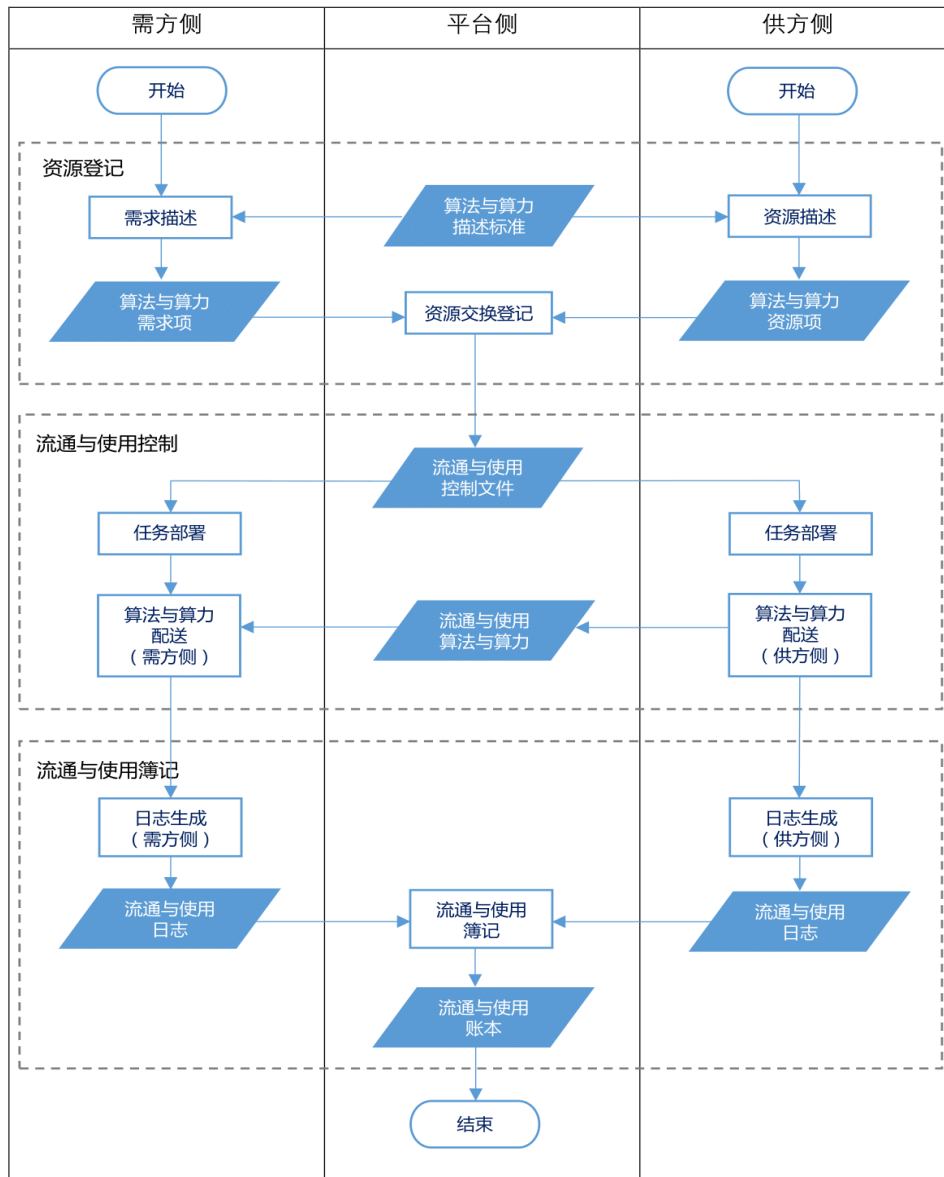 需方侧
平台侧
供方侧
开始
开始
资源登记
需求描述
算法与算力
描述标准
资源描述
算法与算力
需求项
资源交换登记
算法与算力
资源项
流通与使用控制
流通与使用
控制文件
任务部署
任务部署
算法与算力
配送
（需方侧）
流通与使用
算法与算力
算法与算力
配送
（供方侧）
流通与使用簿记
日志生成
（需方侧）
日志生成
（供方侧）
流通与使用
日志
流通与使用
簿记
流通与使用
日志
流通与使用
账本
结束